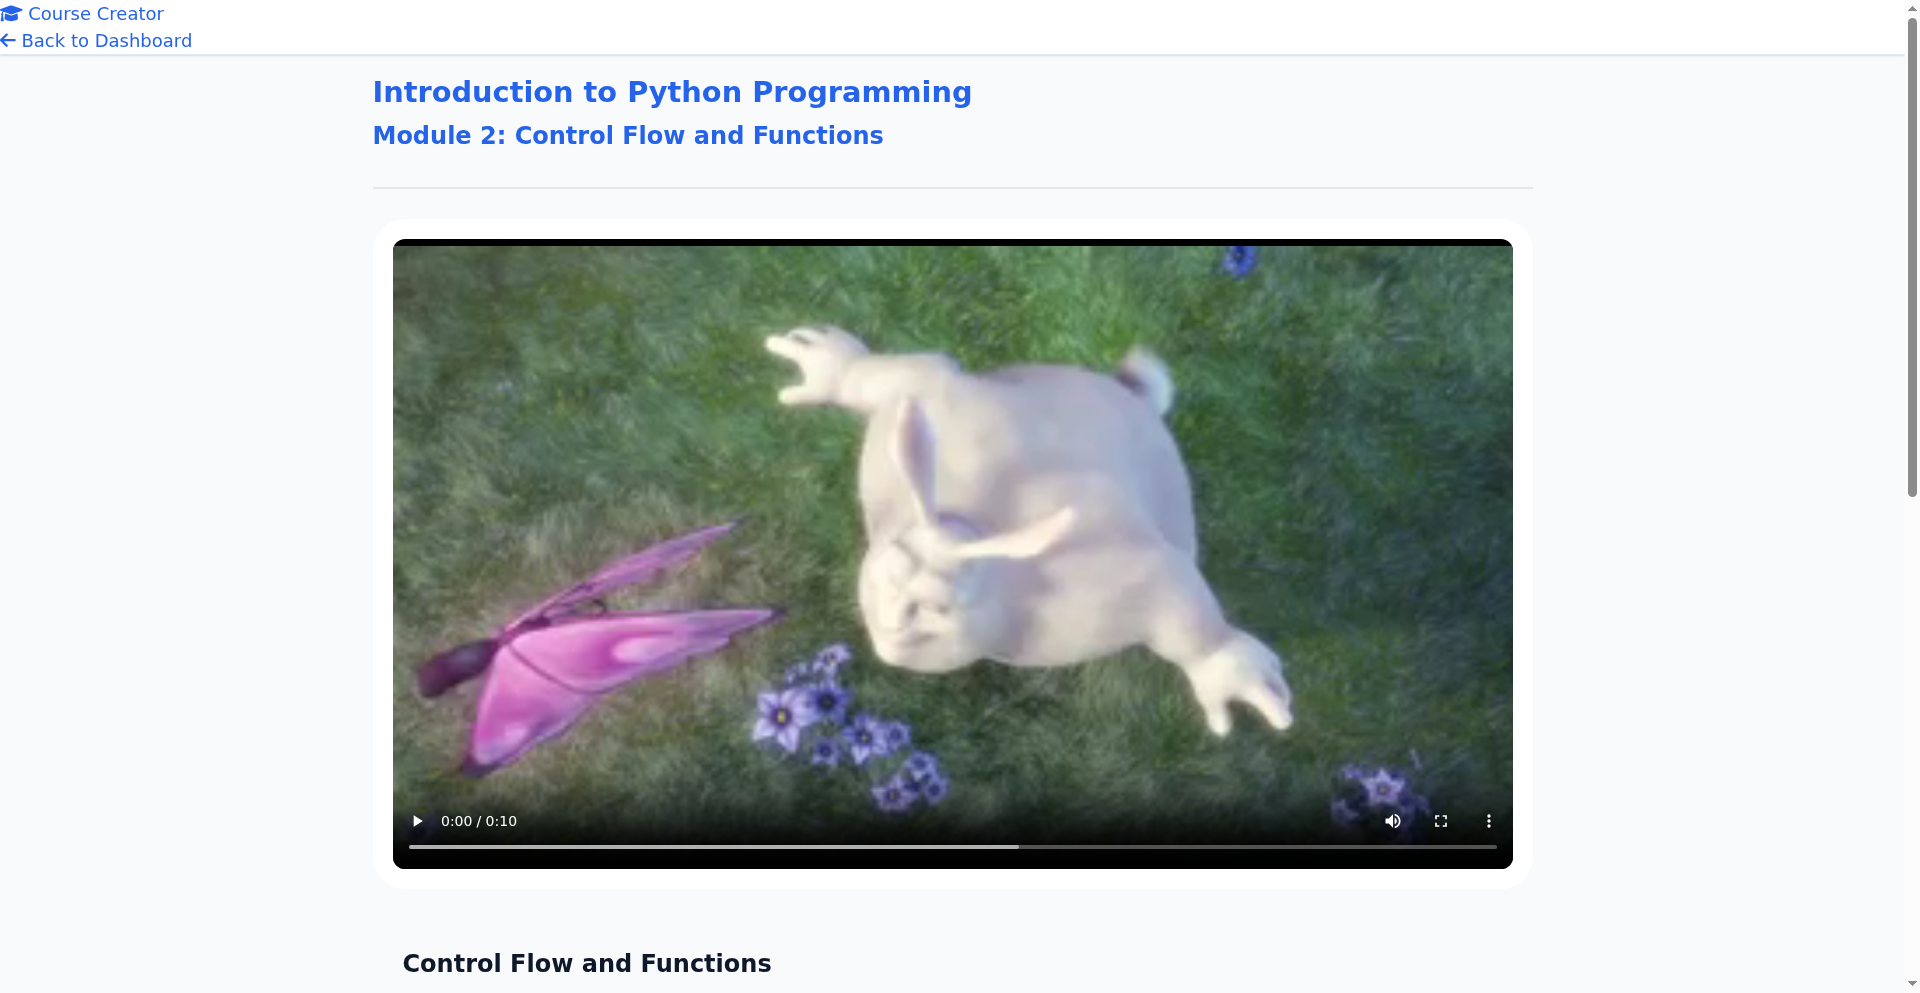 Course Creator
Back to Dashboard
Introduction to Python Programming
Module 2: Control Flow and Functions
0:00 / 0:10
Control Flow and Functions